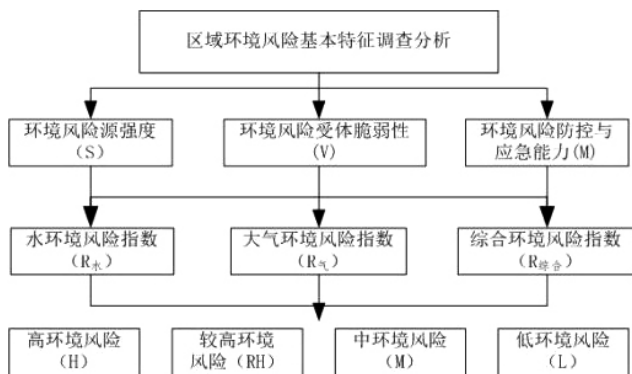 区域环境风险基本特征调查分析
环境风险源强度
（S）
环境风险受体脆弱性
(V)
环境风险防控与
应急能力(M)
水环境风险指数
（R水）
大气环境风险指数
（R气）
综合环境风险指数
（R综合）
高环境风险
（H）
较高环境
风险（RH）
中环境风险
（M）
低环境风险
（L）